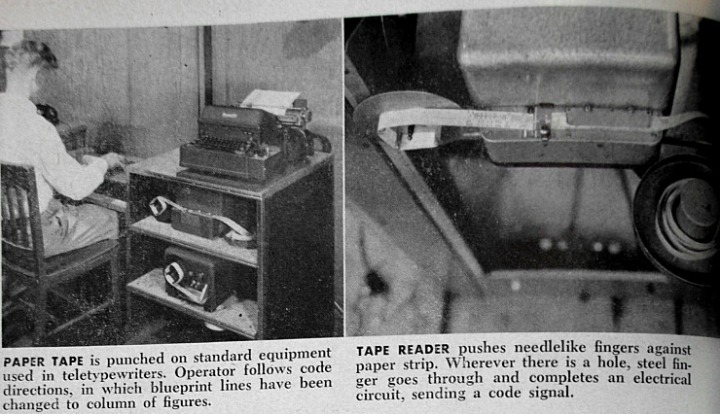 PAPER TAPE is punched on standard equipment
used in teletypewriters. Operator follows code
directions, in which blueprint lines have been
changed to column of figures.
TAPE READER pushes needlelike fingers against
paper strip. Wherever there is a hole, steel fin-
ger goes through and completes an electrical
circuit, sending a code signal.